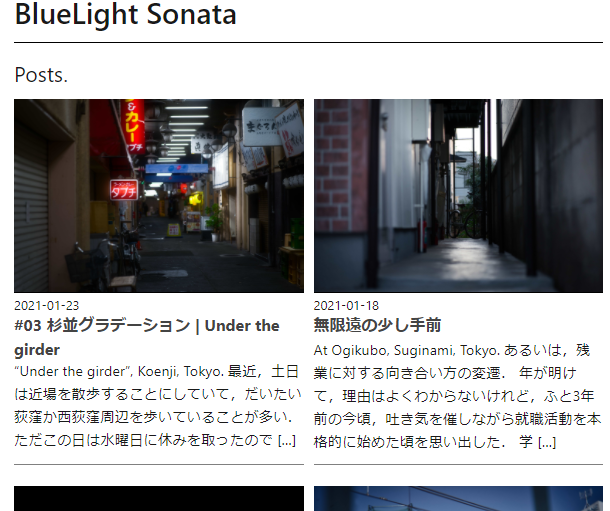 BlueLight Sonata
Posts.
&カレー
タブチ
2021-01-23
#03 杉並グラデーション | Under the
girder
“Under the girder”, Koenji, Tokyo. 最近，土日
は近場を散歩することにしていて，だいたい
荻窪か西荻窪周辺を歩いていることが多い．
ただこの日は水曜日に休みを取ったので [...]
2021-01-18
無限遠の少し手前
At Ogikubo, Suginami, Tokyo. あるいは，残
業に対する向き合い方の変遷． 年が明け
て，理由はよくわからないけれど，ふと3年
前の今頃，吐き気を催しながら就職活動を本
格的に始めた頃を思い出した． 学 [...]